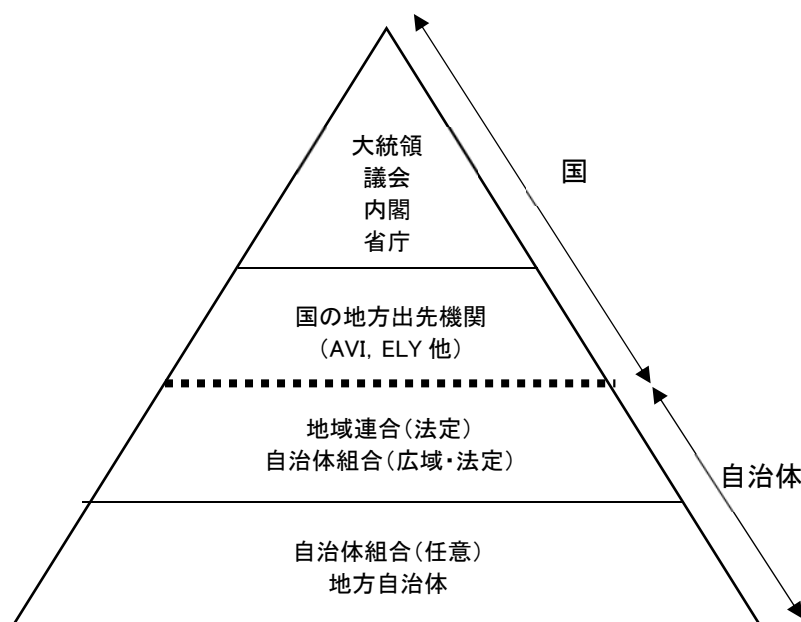 大統領
議会
内閣
省庁
国
国の地方出先機関
（AVI, ELY 他）
地域連合（法定）
自治体組合（広域・法定）
自治体
自治体組合（任意）
地方自治体